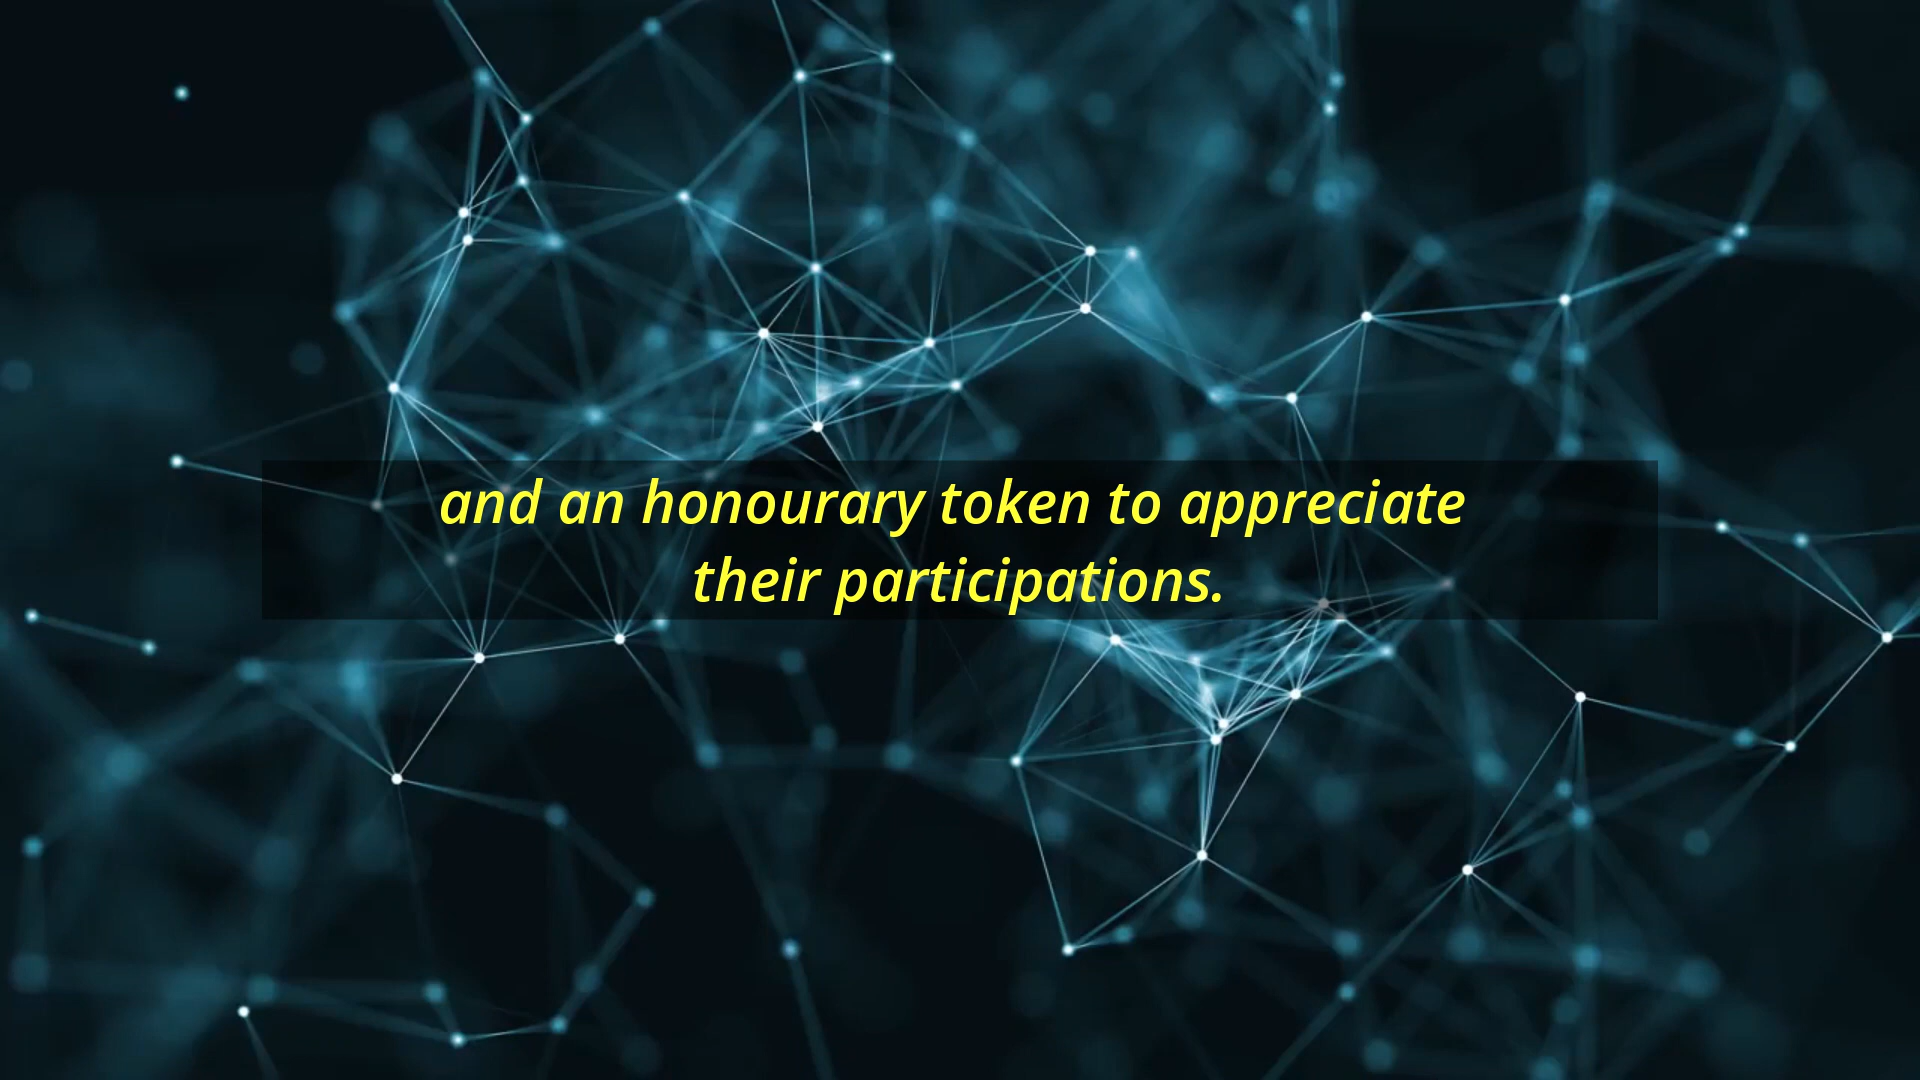 and an honourary token to appreciate
their participations.